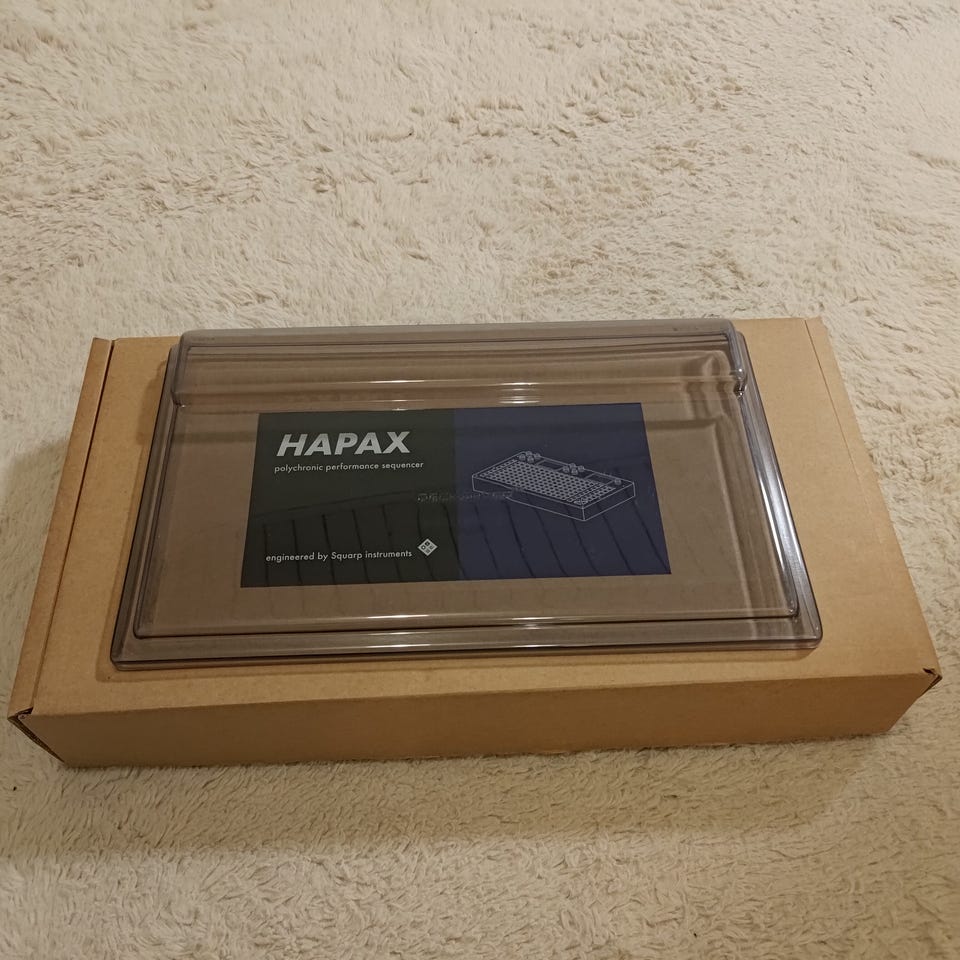 HAPAX
polychronic performance sequencer
engineered by Squarp instruments